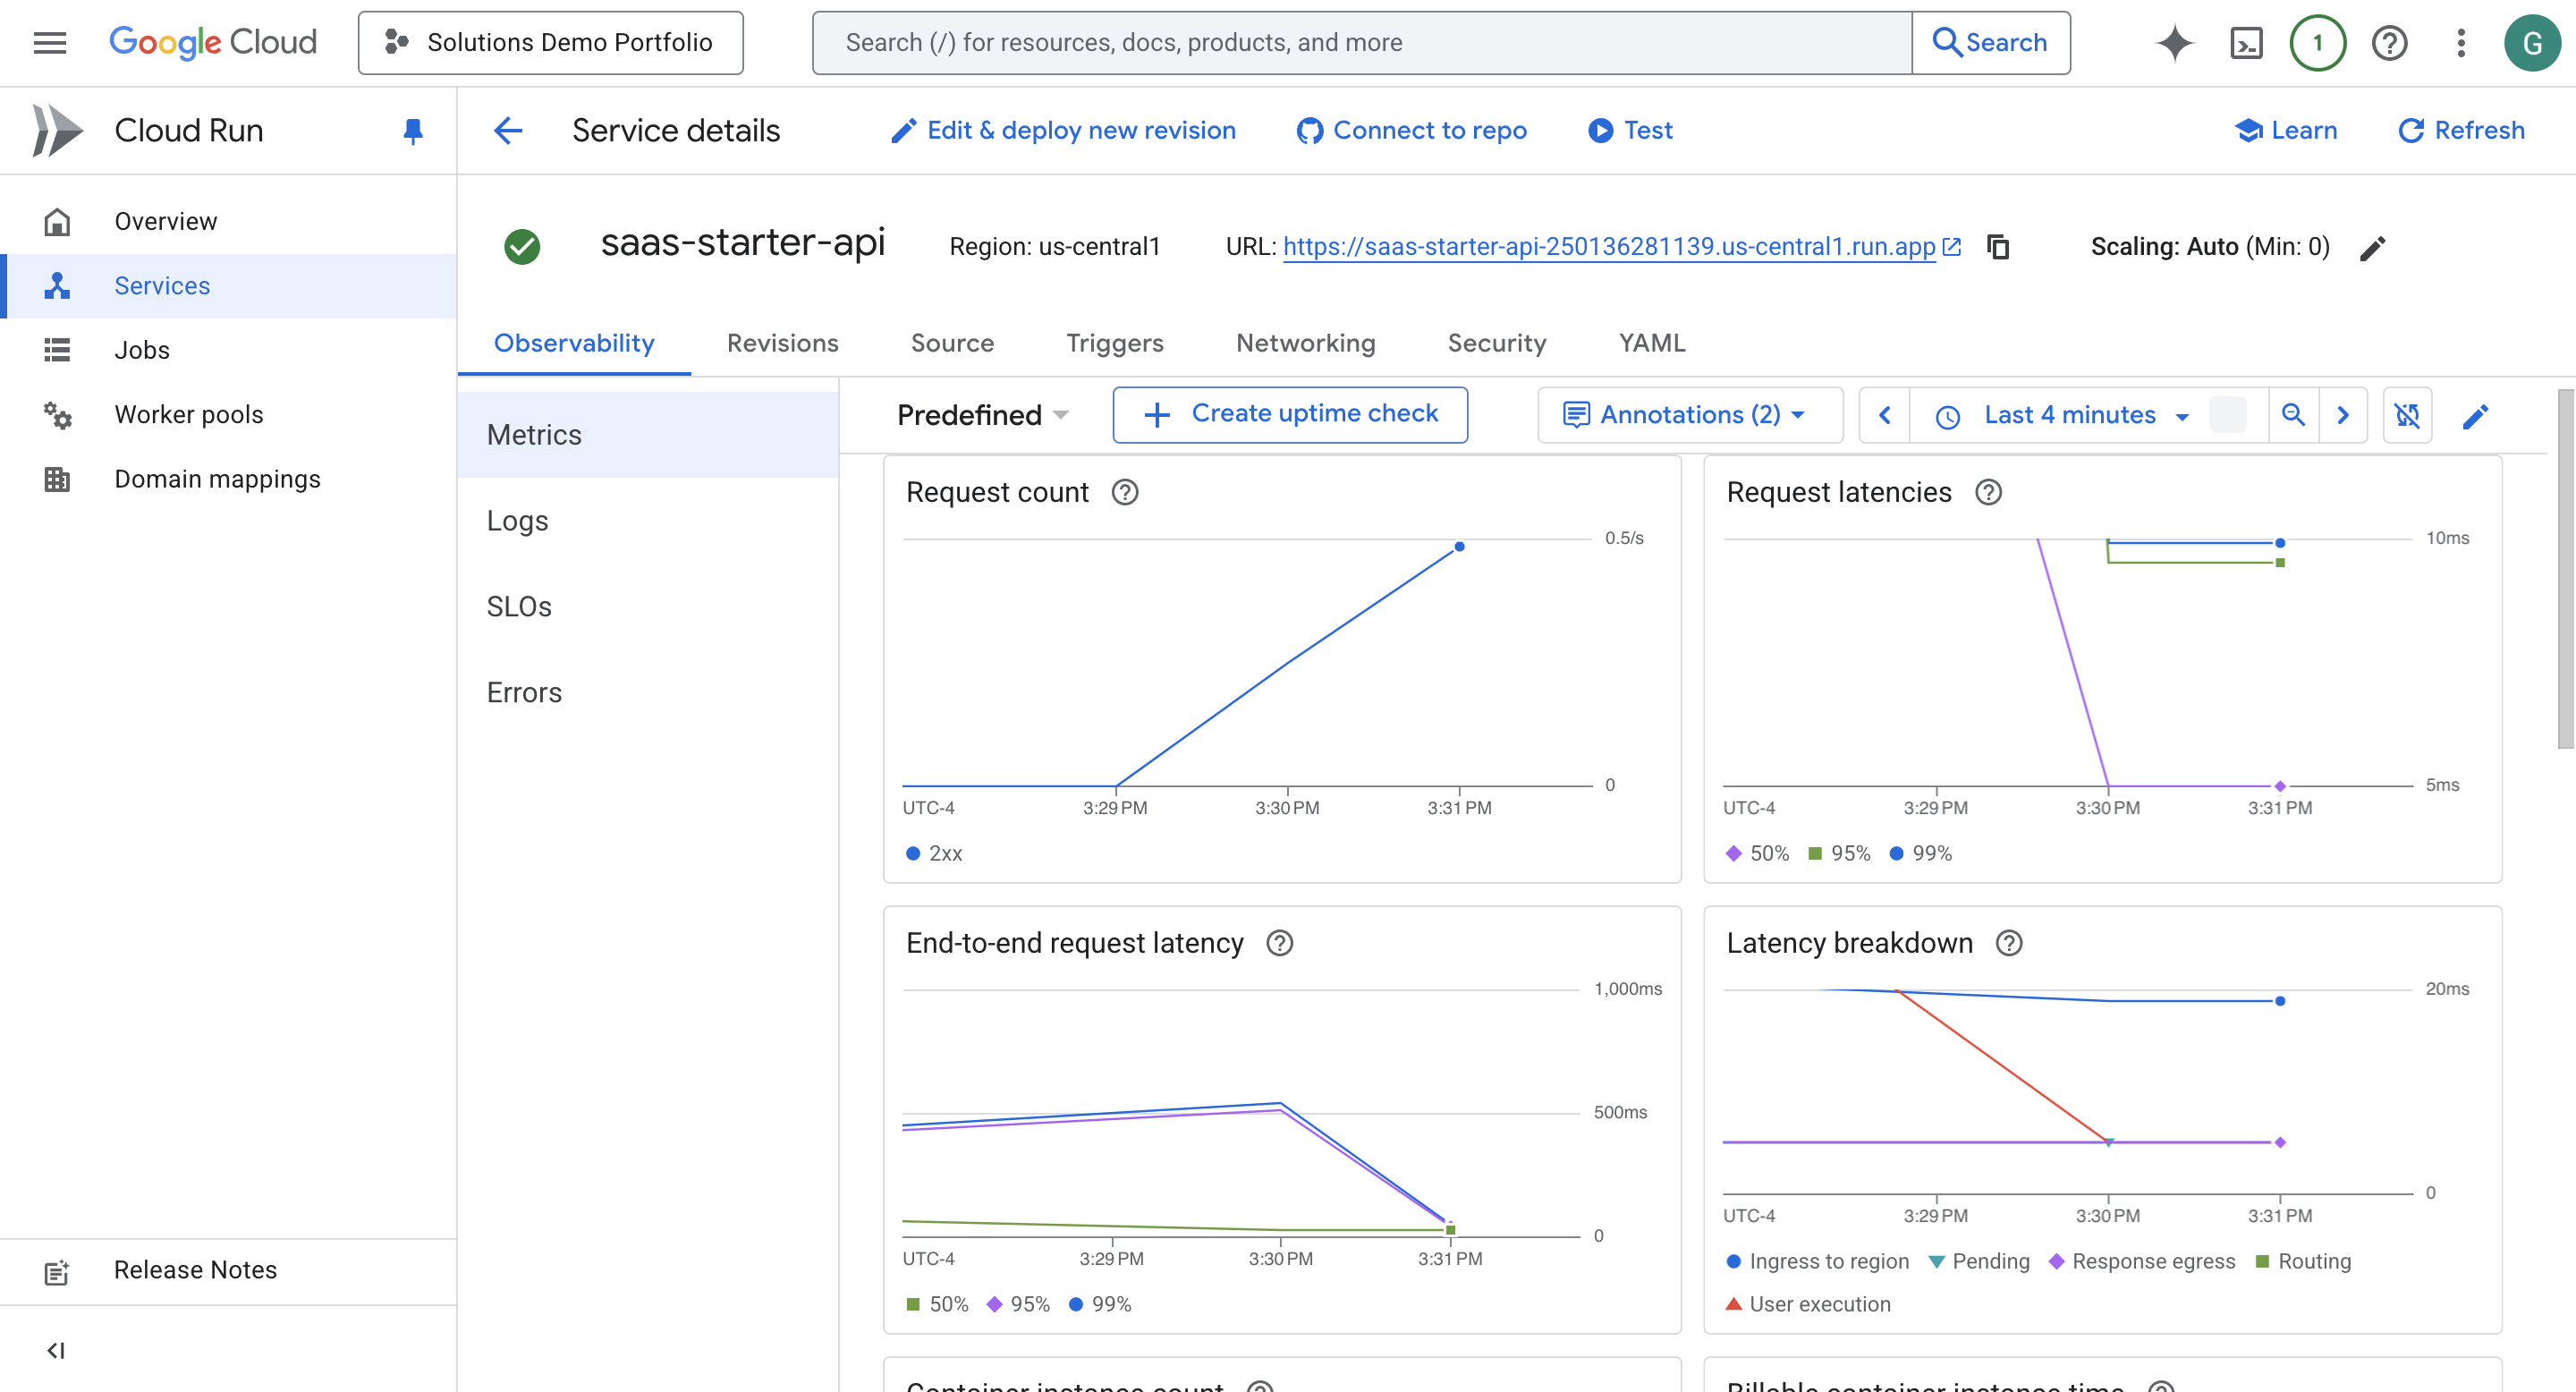 Google Cloud
Solutions Demo Portfolio
Search (/) for resources, docs, products, and more
Search
1
G
Cloud Run
Service details
Edit & deploy new revision
Connect to repo
Test
Learn
Refresh
Overview
Services
Jobs
Worker pools
Domain mappings
Release Notes
saas-starter-api
Region: us-central1
URL: https://saas-starter-api-250136281139.us-central1.run.app
Scaling: Auto (Min: 0)
Observability
Revisions
Source
Triggers
Networking
Security
YAML
Metrics
Logs
SLOs
Errors
Predefined
Create uptime check
Annotations (2)
Last 4 minutes
Request count
0.5/s
0
UTC-4 3:29 PM 3:30 PM 3:31 PM
2xx
Request latencies
10ms
5ms
UTC-4 3:29 PM 3:30 PM 3:31 PM
50% 95% 99%
End-to-end request latency
1,000ms
500ms
0
UTC-4 3:29 PM 3:30 PM 3:31 PM
50% 95% 99%
Latency breakdown
20ms
0
UTC-4 3:29 PM 3:30 PM 3:31 PM
Ingress to region Pending Response egress Routing
User execution
Container instance count
Billable container instance time